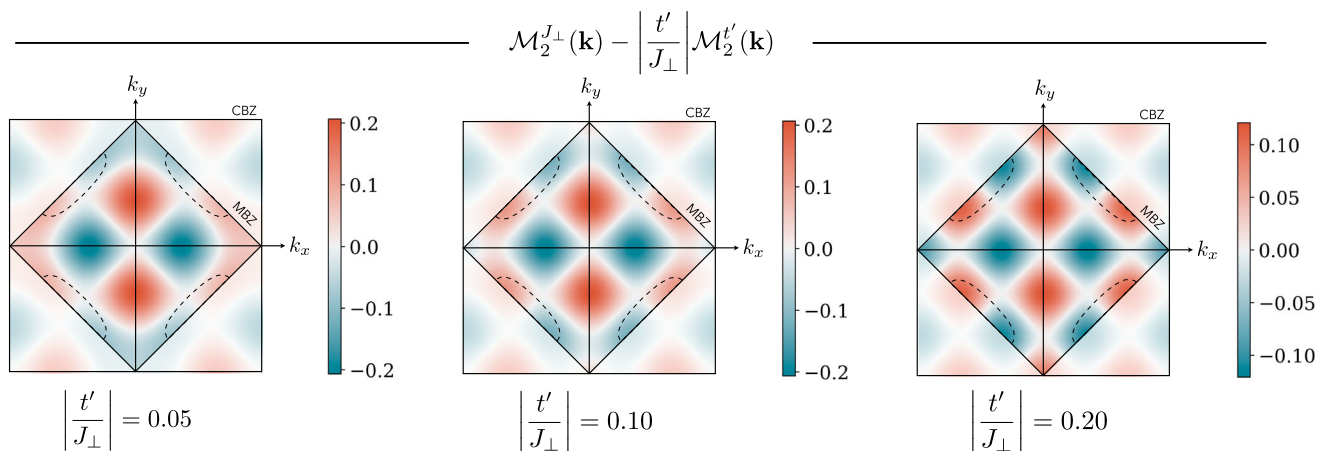 $\mathcal{M}_2^{J_\perp}(\mathbf{k}) - \left|\frac{t'}{J_\perp}\right| \mathcal{M}_2^{t'}(\mathbf{k})$
k_y
CBZ
MBZ
k_x
0.2
0.1
0.0
−0.1
−0.2
$\left|\frac{t'}{J_\perp}\right| = 0.05$
k_y
CBZ
MBZ
k_x
0.2
0.1
0.0
−0.1
−0.2
$\left|\frac{t'}{J_\perp}\right| = 0.10$
k_y
CBZ
MBZ
k_x
0.10
0.05
0.00
−0.05
−0.10
$\left|\frac{t'}{J_\perp}\right| = 0.20$